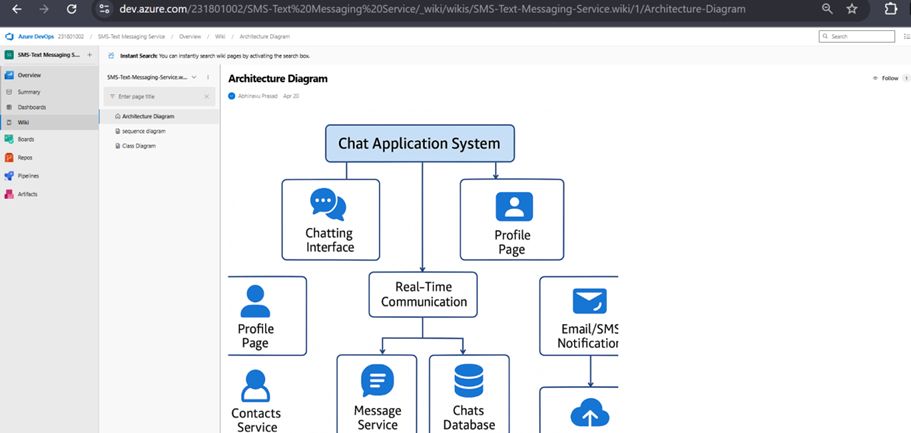 dev.azure.com/231801002/SMS-Text%20Messaging%20Service/_wiki/wikis/SMS-Text-Messaging-Service.wiki/1/Architecture-Diagram
Azure DevOps 231801002 / SMS-Text Messaging Service / Overview / Wiki / Architecture Diagram
Search
SMS-Text Messaging S... +
Overview
Summary
Dashboards
Wiki
Boards
Repos
Pipelines
Artifacts
Instant Search: You can instantly search wiki pages by activating the search box.
SMS-Text-Messaging-Service.w...
Enter page title
Architecture Diagram
sequence diagram
Class Diagram
Architecture Diagram
Follow 1
Abhinavu Prasad Apr 20
Chat Application System
Chatting
Interface
Profile
Page
Real-Time
Communication
Profile
Page
Email/SMS
Notification
Contacts
Service
Message
Service
Chats
Database